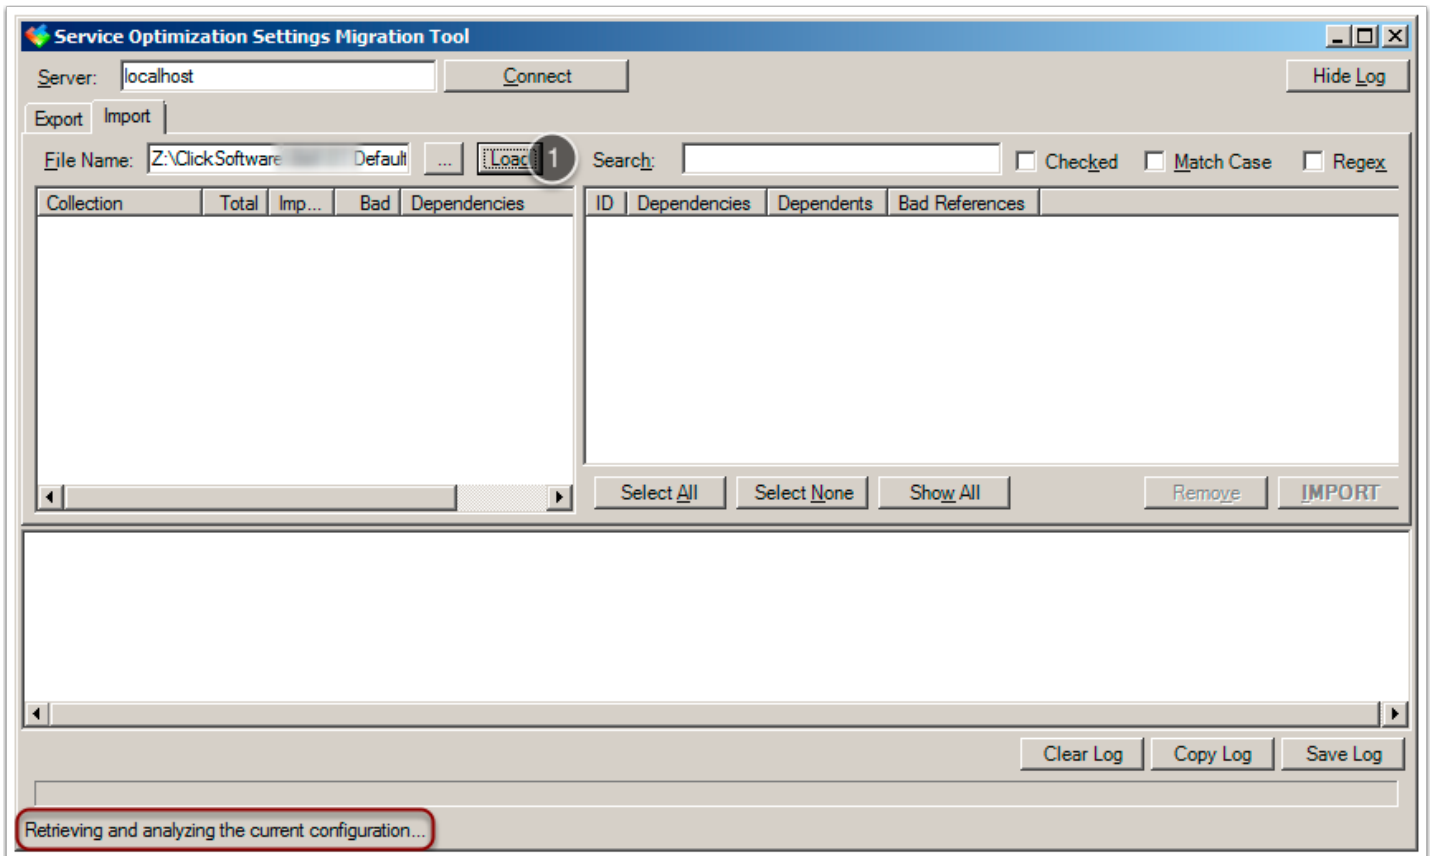 Service Optimization Settings Migration Tool
Server: localhost Connect Hide Log
Export Import
File Name: Z:\ClickSoftware Default ... Load 1 Search: Checked Match Case Regex
Collection Total Imp... Bad Dependencies ID Dependencies Dependents Bad References
Select All Select None Show All Remove IMPORT
Clear Log Copy Log Save Log
Retrieving and analyzing the current configuration...